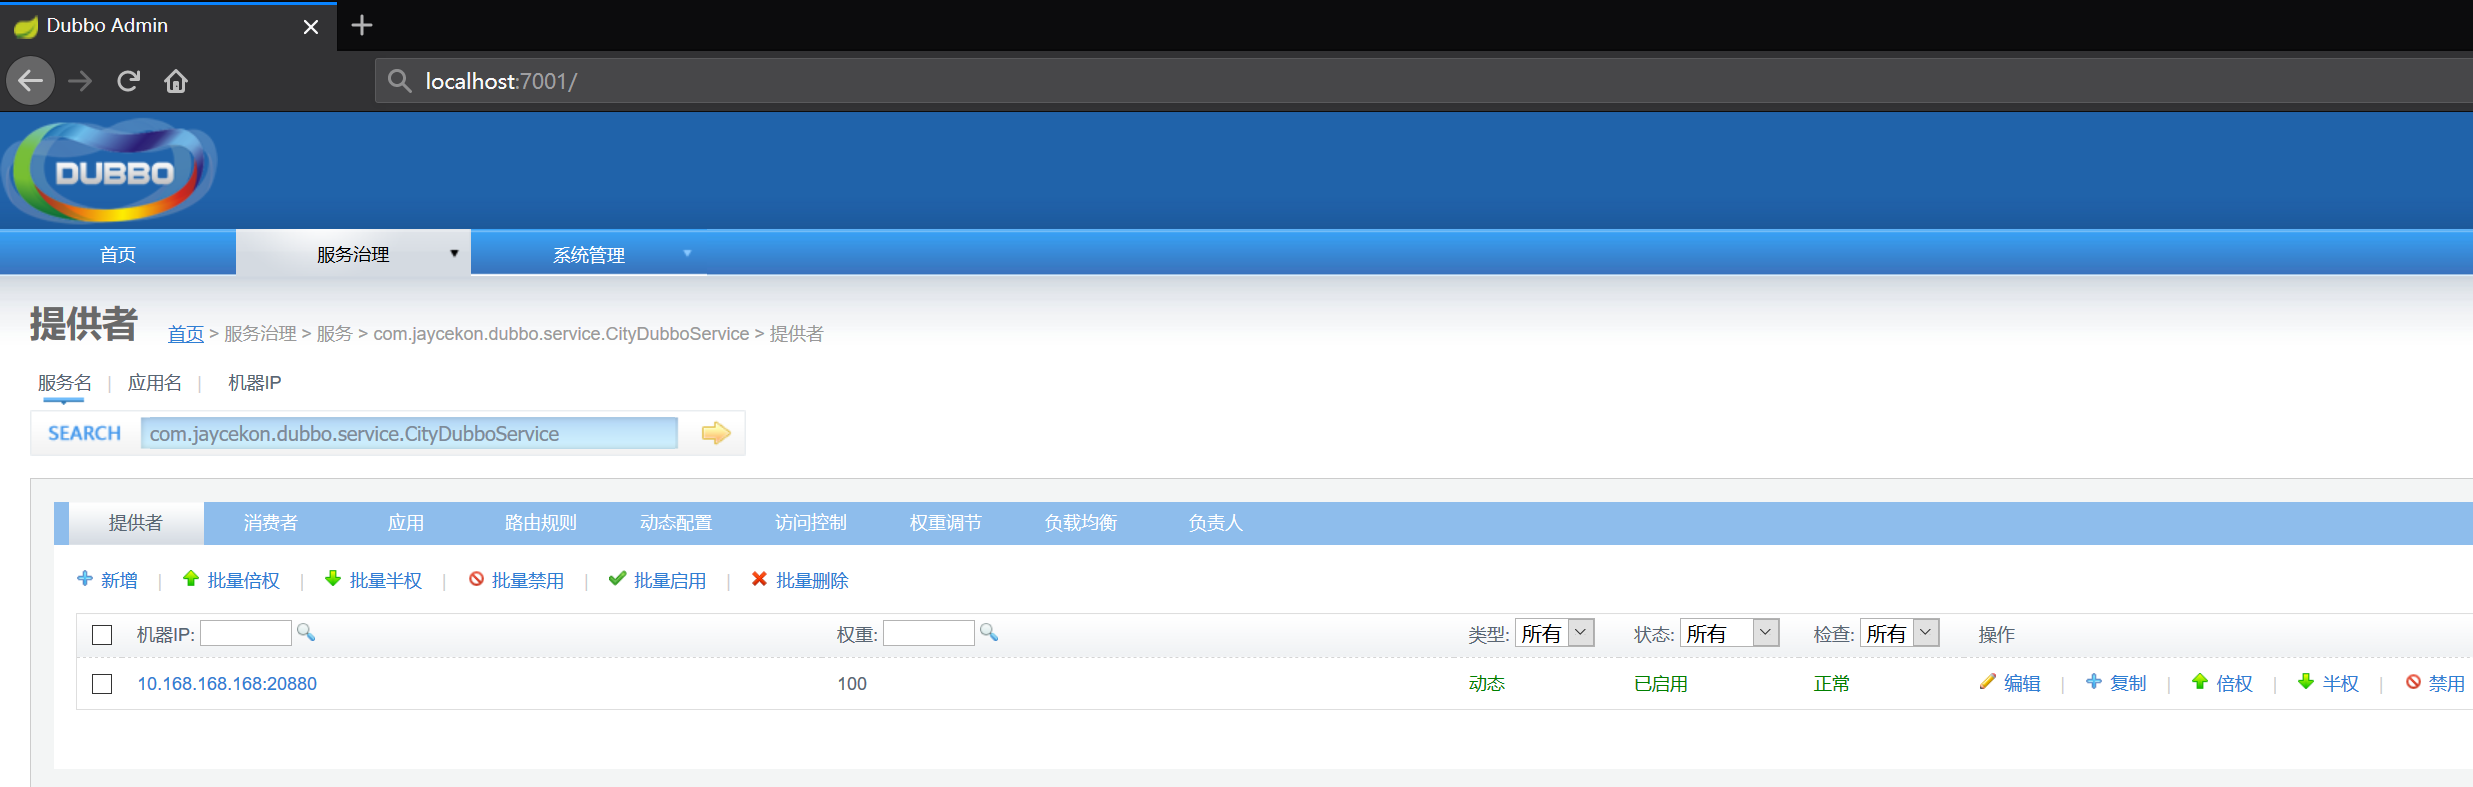 Dubbo Admin
localhost:7001/
DUBBO
首页 服务治理 系统管理
提供者 首页 > 服务治理 > 服务 > com.jaycekon.dubbo.service.CityDubboService > 提供者
服务名 | 应用名 | 机器IP
SEARCH com.jaycekon.dubbo.service.CityDubboService
提供者 消费者 应用 路由规则 动态配置 访问控制 权重调节 负载均衡 负责人
新增 | 批量倍权 | 批量半权 | 批量禁用 | 批量启用 | 批量删除
机器IP: 权重: 类型: 所有 状态: 所有 检查: 所有 操作
10.168.168.168:20880 100 动态 已启用 正常 编辑 | 复制 | 倍权 | 半权 | 禁用